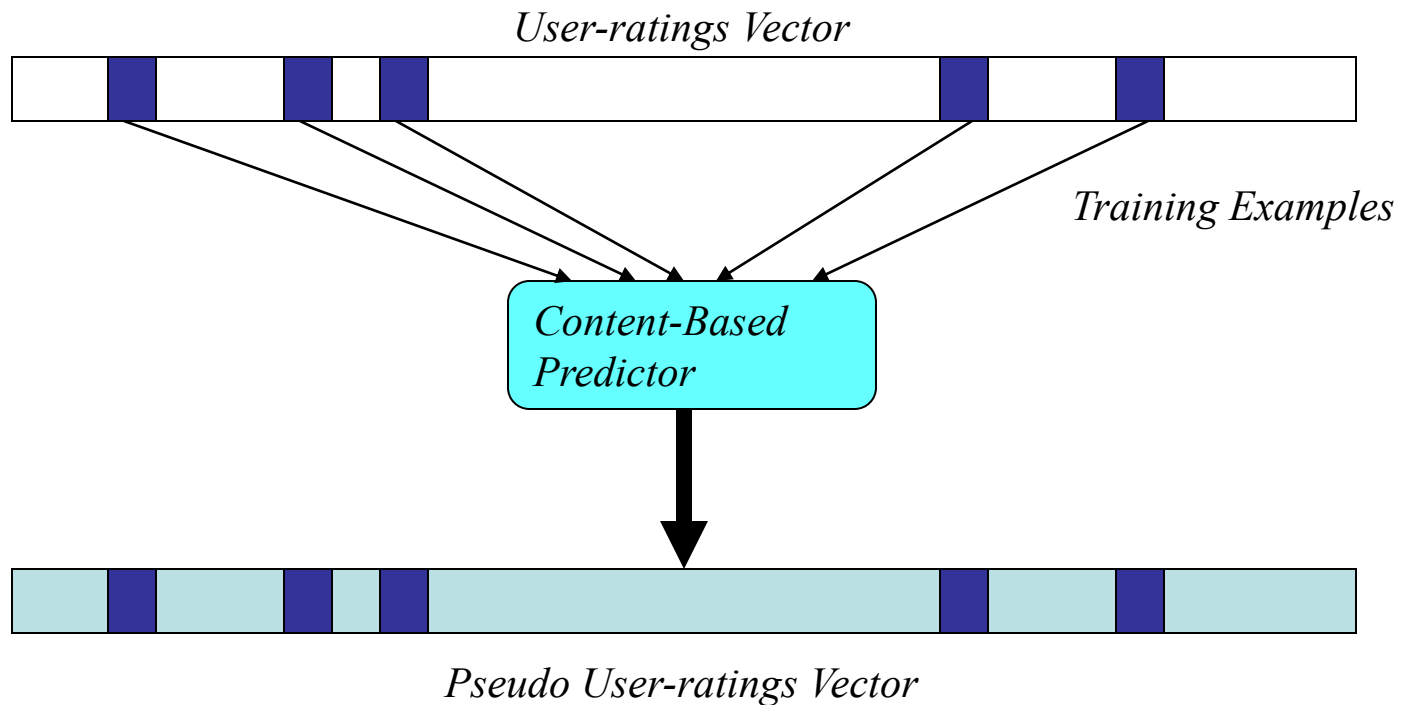 User-ratings Vector
Training Examples
Content-Based
Predictor
Pseudo User-ratings Vector